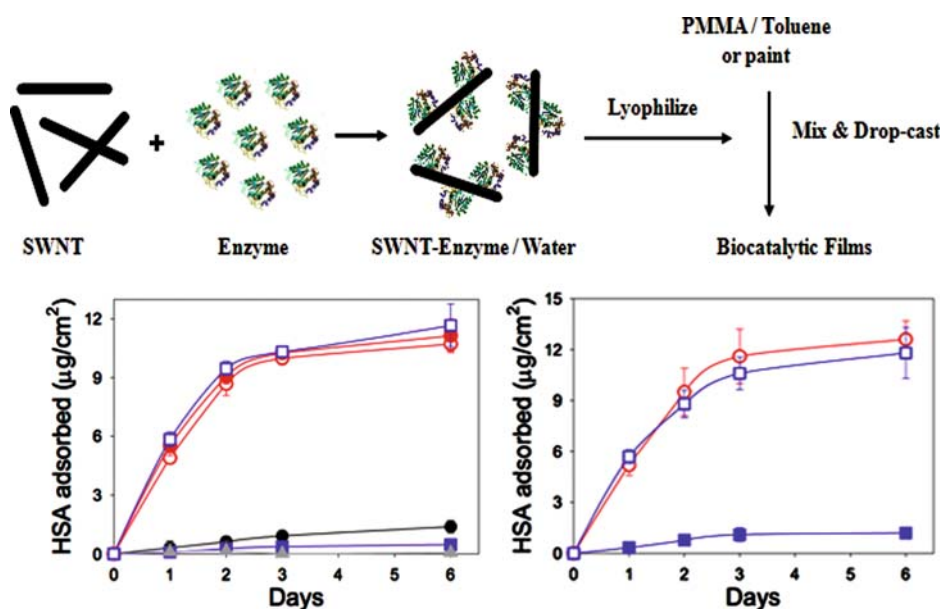 PMMA / Toluene
or paint
Lyophilize
Mix & Drop-cast
+
SWNT
Enzyme
SWNT-Enzyme / Water
Biocatalytic Films
HSA adsorbed (µg/cm²)
12
9
6
3
0
0 1 2 3 4 5 6
Days
HSA adsorbed (µg/cm²)
15
12
9
6
3
0
0 1 2 3 4 5 6
Days